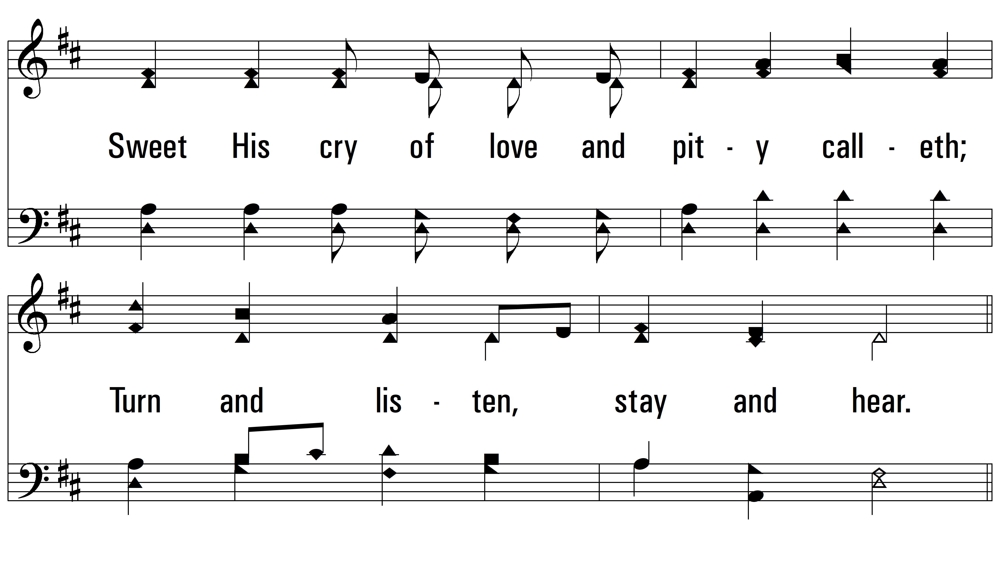 Sweet His cry of love and pit - y call - eth;
Turn and lis - ten, stay and hear.